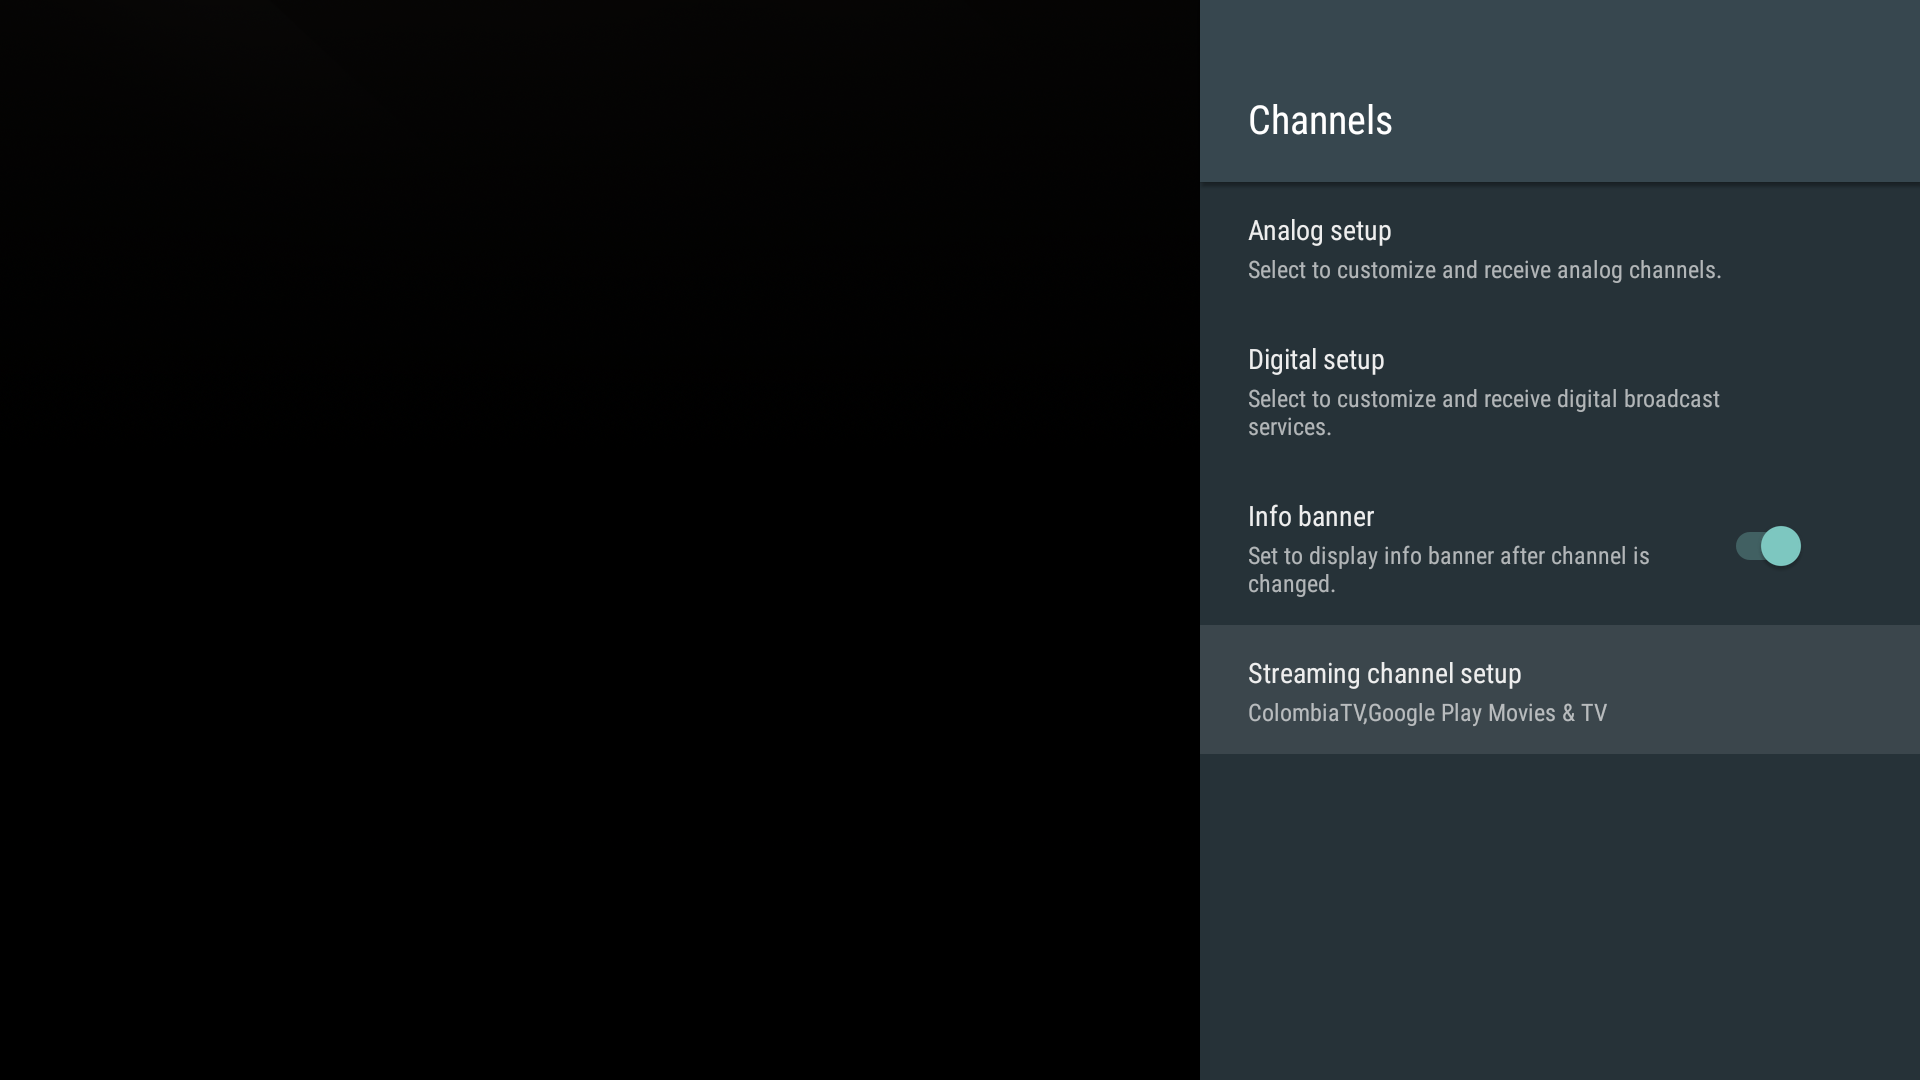 Channels
Analog setup
Select to customize and receive analog channels.
Digital setup
Select to customize and receive digital broadcast
services.
Info banner
Set to display info banner after channel is
changed.
Streaming channel setup
ColombiaTV,Google Play Movies & TV